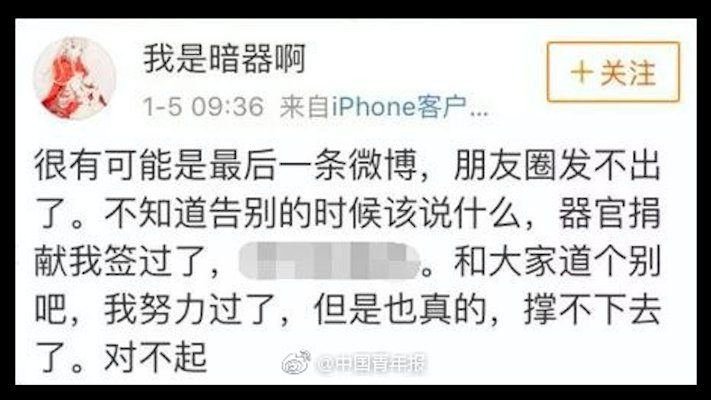 我是暗器啊
＋关注
1-5 09:36 来自iPhone客户...
很有可能是最后一条微博，朋友圈发不出
了。不知道告别的时候该说什么，器官捐
献我签过了，。和大家道个别
吧，我努力过了，但是也真的，撑不下去
了。对不起
@中国青年报